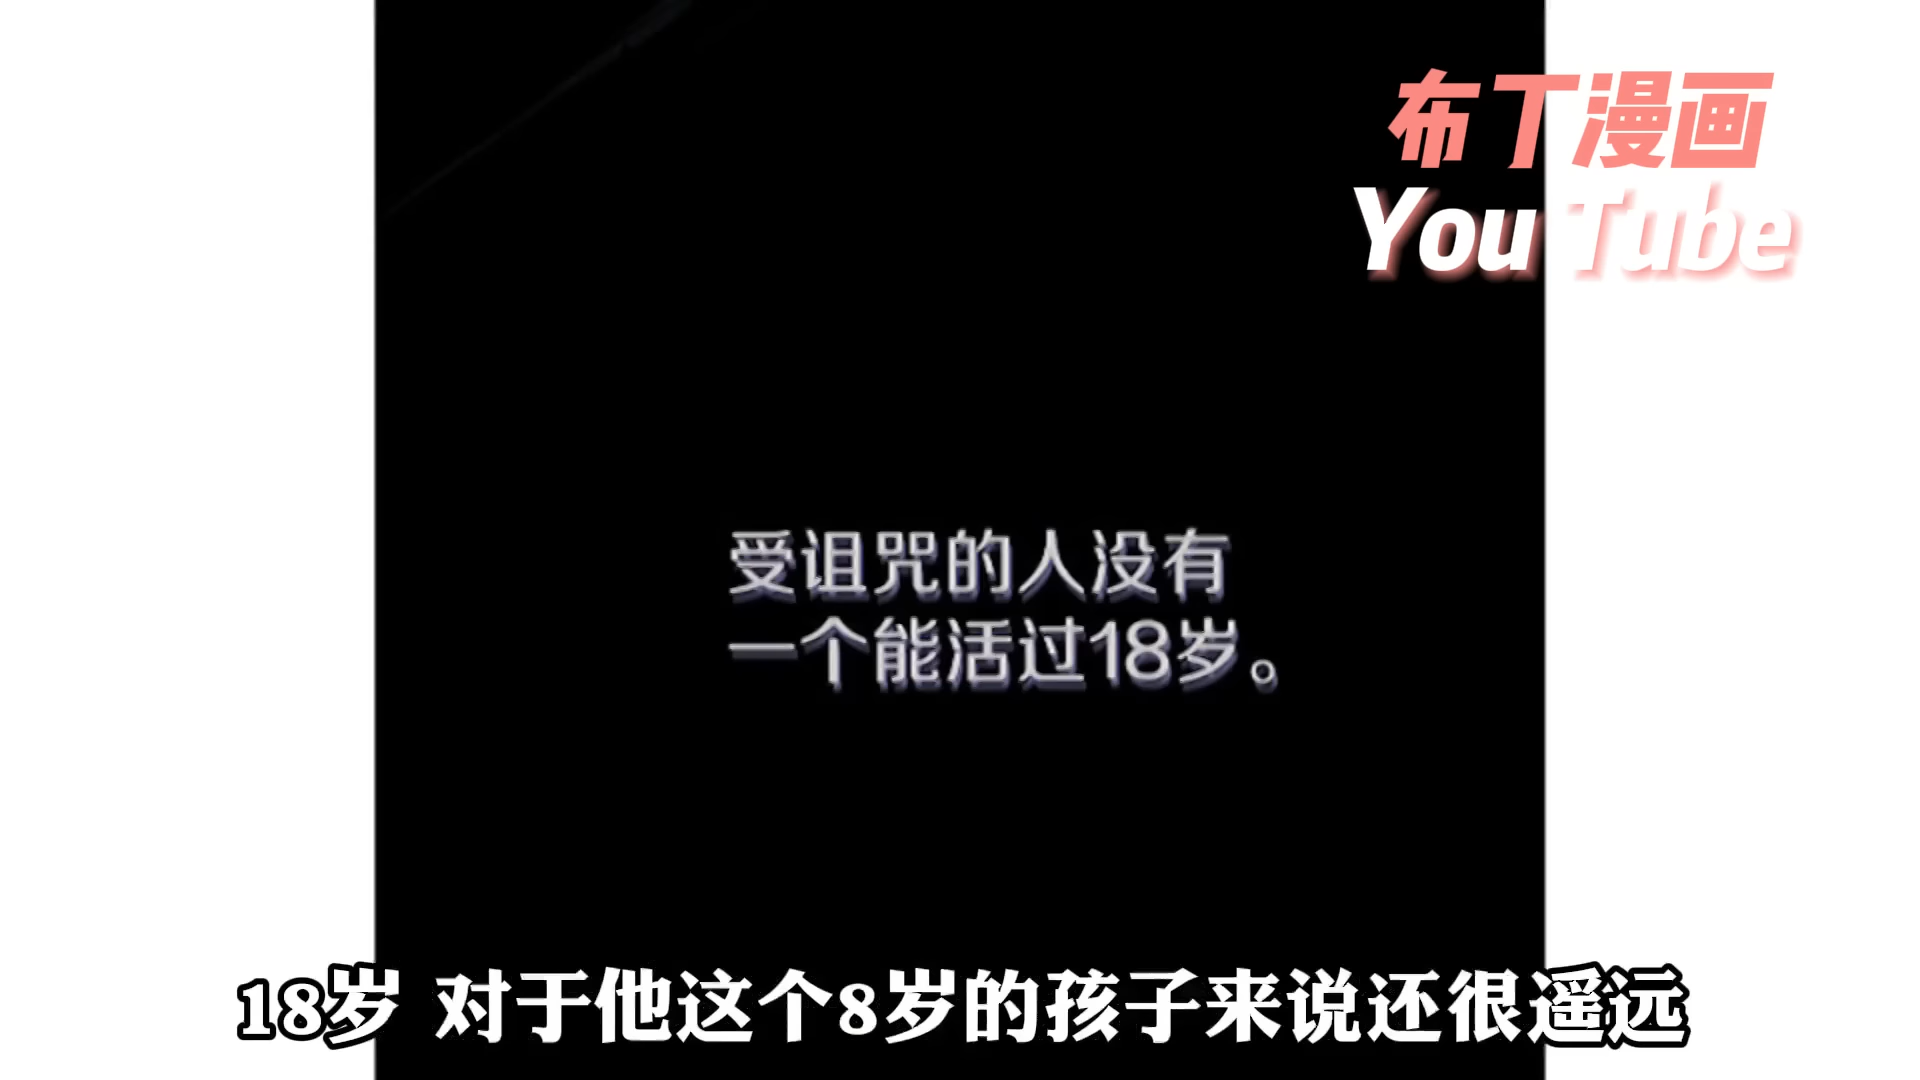 布丁漫画
YouTube
受诅咒的人没有
一个能活过18岁。
18岁 对于他这个8岁的孩子来说还很遥远